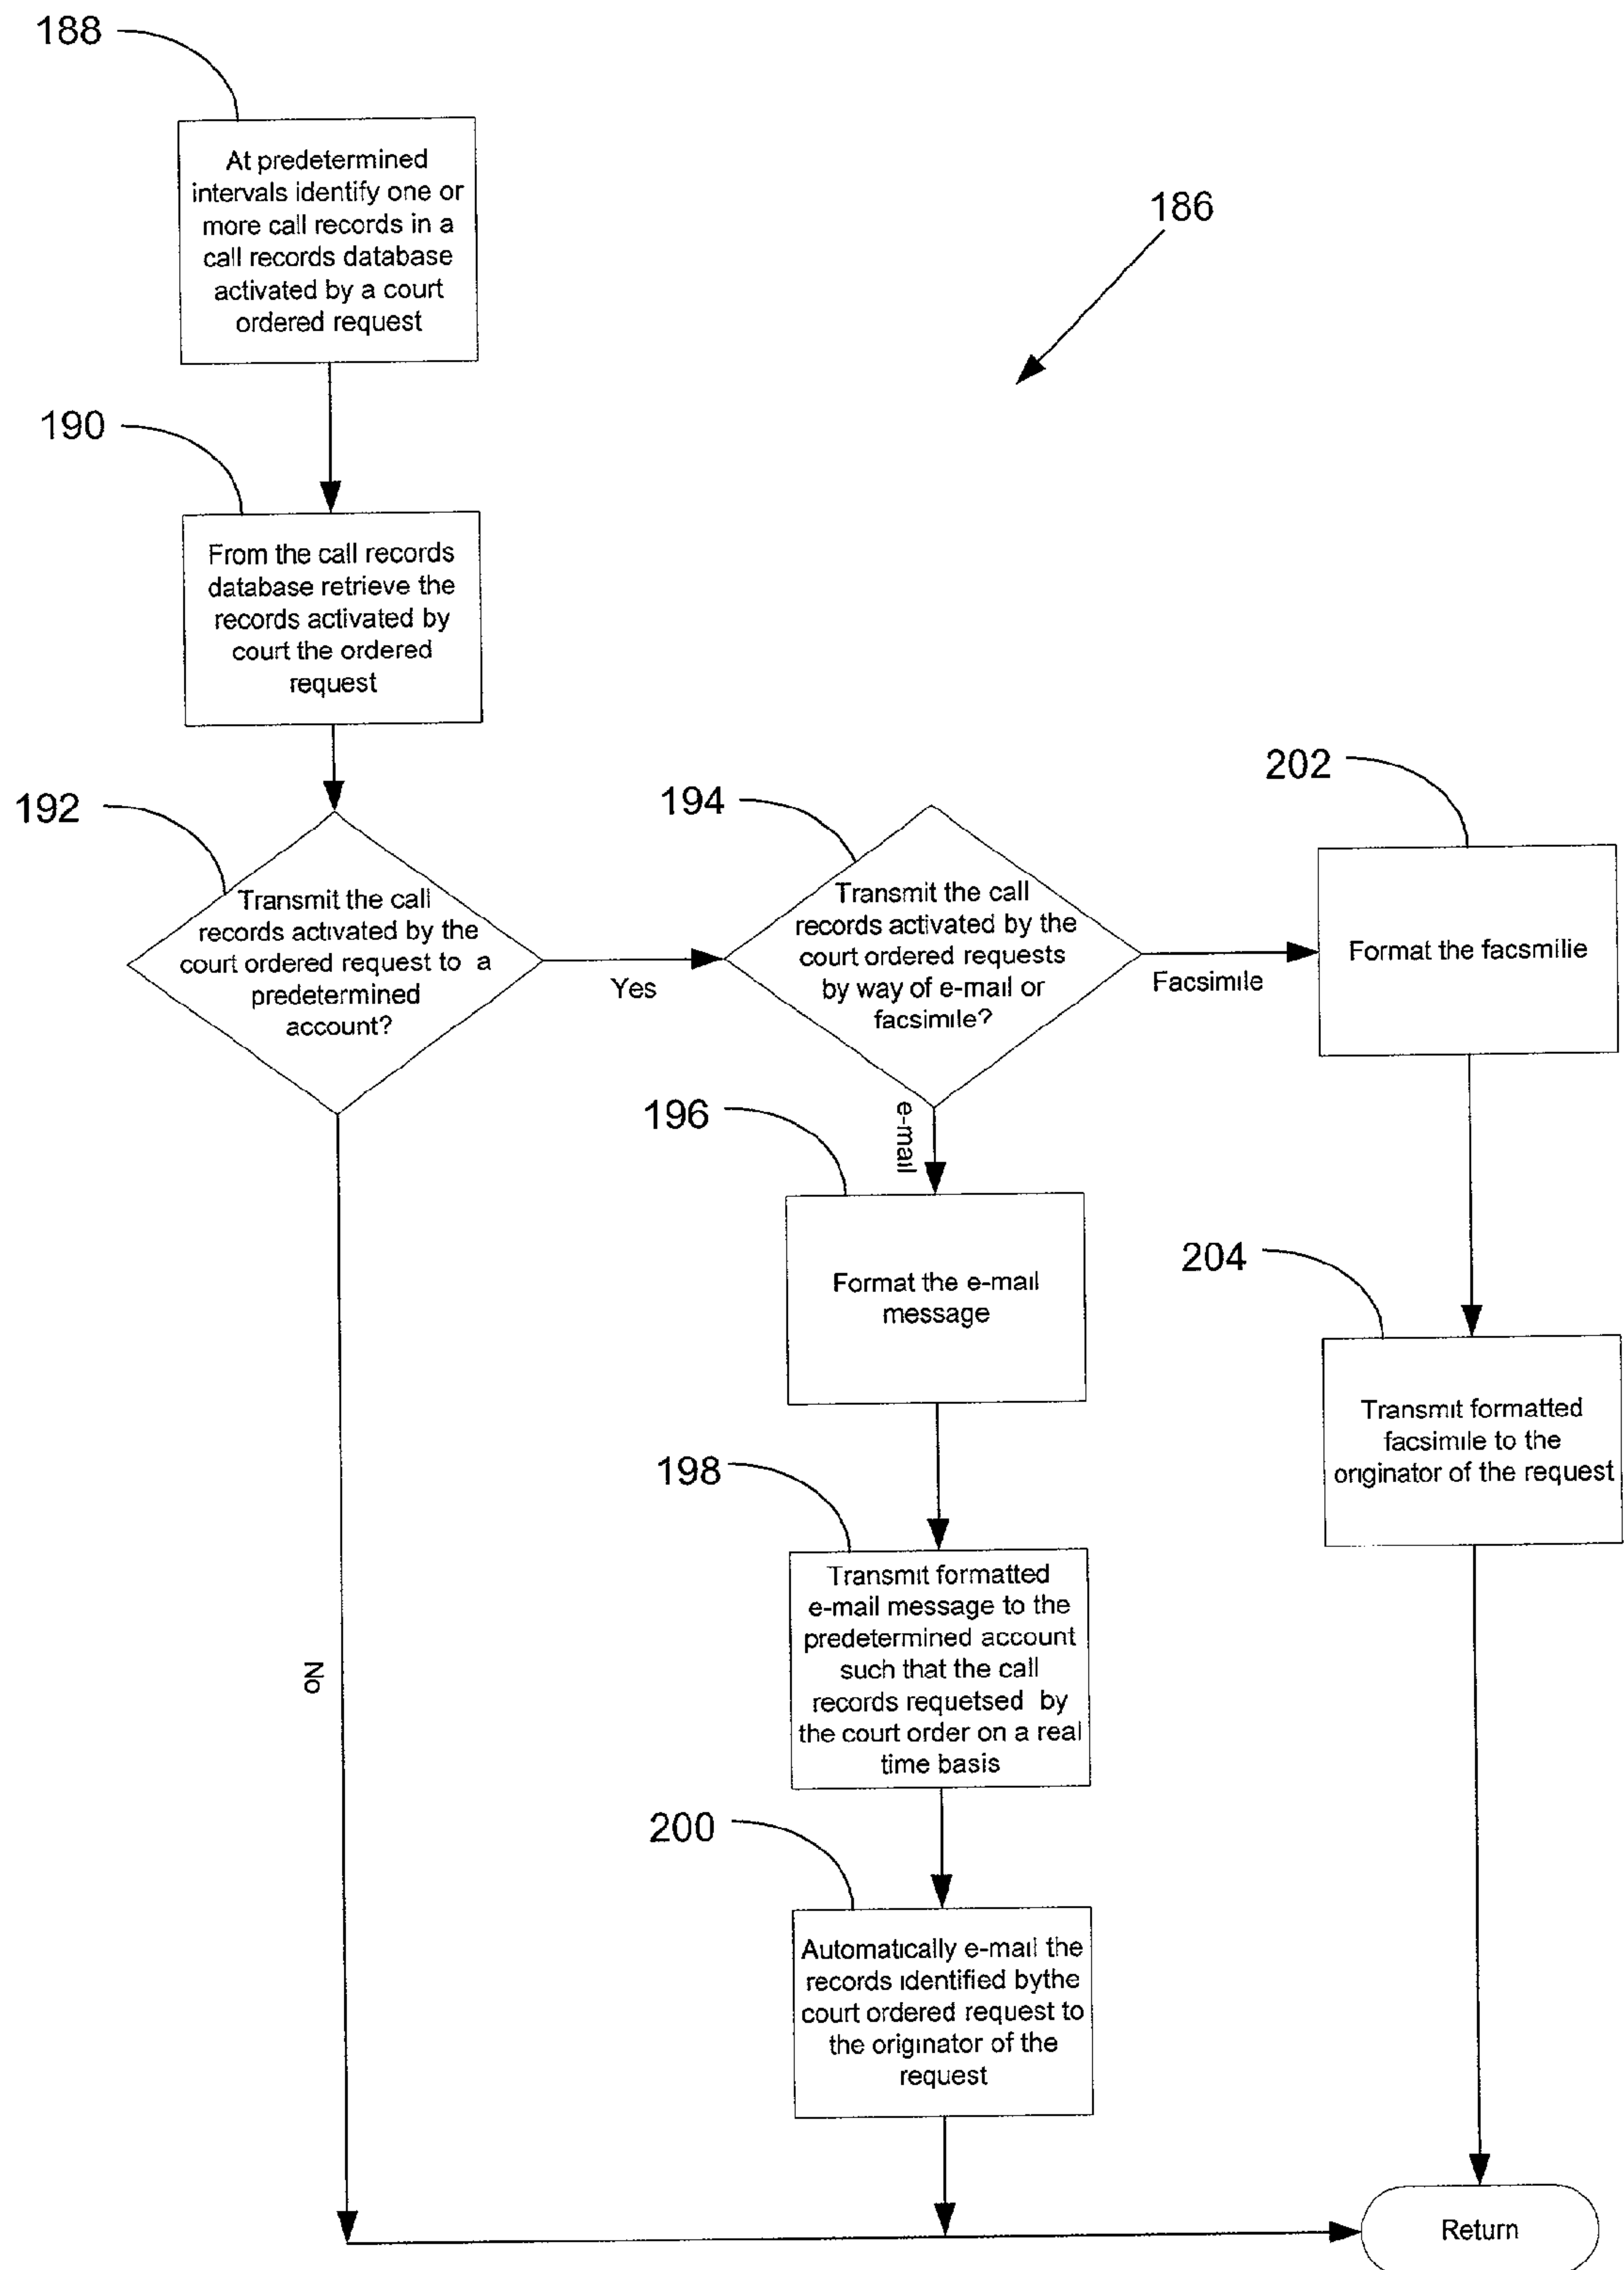 188
At predetermined
intervals identify one or
more call records in a
call records database
activated by a court
ordered request
186
190
From the call records
database retrieve the
records activated by
court the ordered
request
192
Transmit the call
records activated by the
court ordered request to a
predetermined
account?
Yes
No
194
Transmit the call
records activated by the
court ordered requests
by way of e-mail or
facsimile?
Facsimile
e-mail
202
Format the facsmilie
196
Format the e-mail
message
204
Transmit formatted
facsimile to the
originator of the request
198
Transmit formatted
e-mail message to the
predetermined account
such that the call
records requetsed by
the court order on a real
time basis
200
Automatically e-mail the
records identified bythe
court ordered request to
the originator of the
request
Return